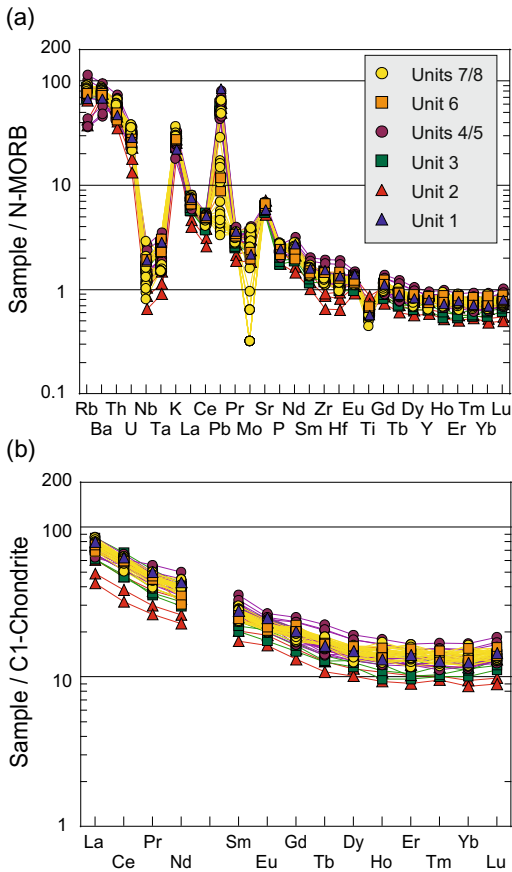 (a)
200
100
10
1
0.1
Sample / N-MORB
Units 7/8
Unit 6
Units 4/5
Unit 3
Unit 2
Unit 1
Rb Th Nb K Ce Pr Sr Nd Zr Eu Gd Dy Ho Tm Lu
Ba U Ta La Pb Mo P Sm Hf Ti Tb Y Er Yb
(b)
200
100
10
1
Sample / C1-Chondrite
La Pr Sm Gd Dy Er Yb
Ce Nd Eu Tb Ho Tm Lu